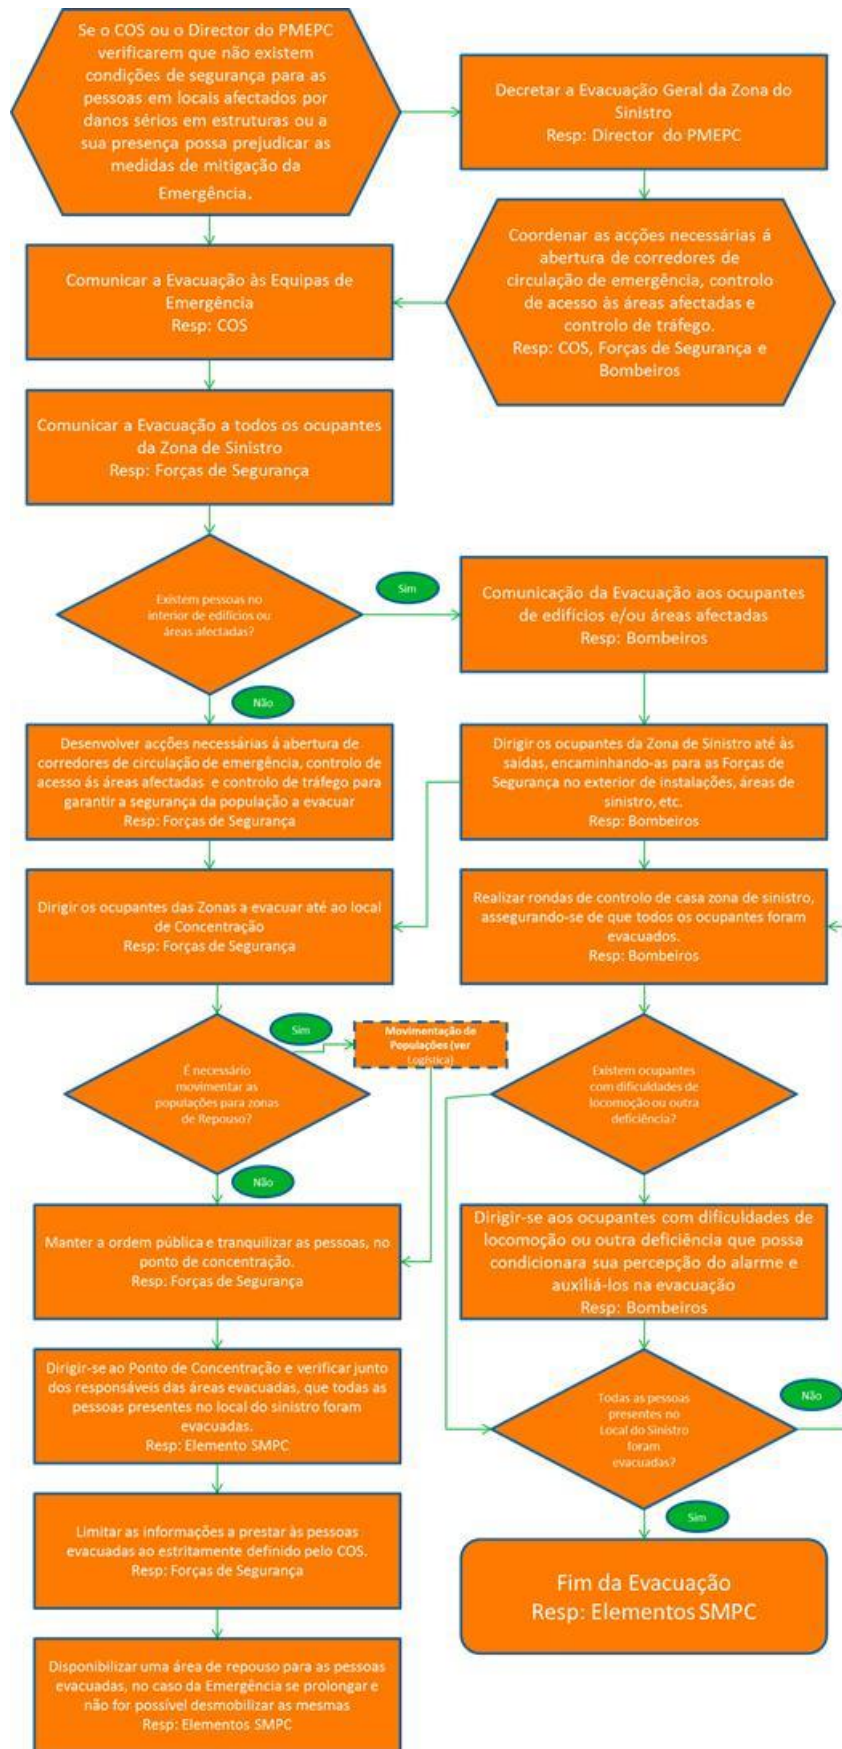 Se o COS ou o Director do PMEPC
verificarem que não existem
condições de segurança para as
pessoas em locais afectados por
danos sérios em estruturas ou a
sua presença possa prejudicar as
medidas de mitigação da
Emergência.
Decretar a Evacuação Geral da Zona do
Sinistro
Resp: Director do PMEPC
Coordenar as acções necessárias á
abertura de corredores de
circulação de emergência, controlo
de acesso às áreas afectadas e
controlo de tráfego.
Resp: COS, Forças de Segurança e
Bombeiros
Comunicar a Evacuação às Equipas de
Emergência
Resp: COS
Comunicar a Evacuação a todos os ocupantes
da Zona de Sinistro
Resp: Forças de Segurança
Existem pessoas no
interior de edifícios ou
áreas afectadas?
Sim
Comunicação da Evacuação aos ocupantes
de edifícios e/ou áreas afectadas
Resp: Bombeiros
Não
Desenvolver acções necessárias á abertura de
corredores de circulação de emergência, controlo de
acesso ás áreas afectadas e controlo de tráfego para
garantir a segurança da população a evacuar
Resp: Forças de Segurança
Dirigir os ocupantes da Zona de Sinistro até às
saídas, encaminhando-as para as Forças de
Segurança no exterior de instalações, áreas de
sinistro, etc.
Resp: Bombeiros
Dirigir os ocupantes das Zonas a evacuar até ao local
de Concentração
Resp: Forças de Segurança
Realizar rondas de controlo de casa zona de sinistro,
assegurando-se de que todos os ocupantes foram
evacuados.
Resp: Bombeiros
É necessário
movimentar as
populações para zonas
de Repouso?
Sim
Movimentação de
Populações (ver
Logística)
Existem ocupantes
com dificuldades de
locomoção ou outra
deficiência?
Não
Manter a ordem pública e tranquilizar as pessoas, no
ponto de concentração.
Resp: Forças de Segurança
Dirigir-se aos ocupantes com dificuldades de
locomoção ou outra deficiência que possa
condicionara sua percepção do alarme e
auxiliá-los na evacuação
Resp: Bombeiros
Dirigir-se ao Ponto de Concentração e verificar junto
dos responsáveis das áreas evacuadas, que todas as
pessoas presentes no local do sinistro foram
evacuadas.
Resp: Elemento SMPC
Todas as pessoas
presentes no
Local do Sinistro
foram
evacuadas?
Não
Limitar as informações a prestar às pessoas
evacuadas ao estritamente definido pelo COS.
Resp: Forças de Segurança
Sim
Fim da Evacuação
Resp: Elementos SMPC
Disponibilizar uma área de repouso para as pessoas
evacuadas, no caso da Emergência se prolongar e
não for possível desmobilizar as mesmas
Resp: Elementos SMPC